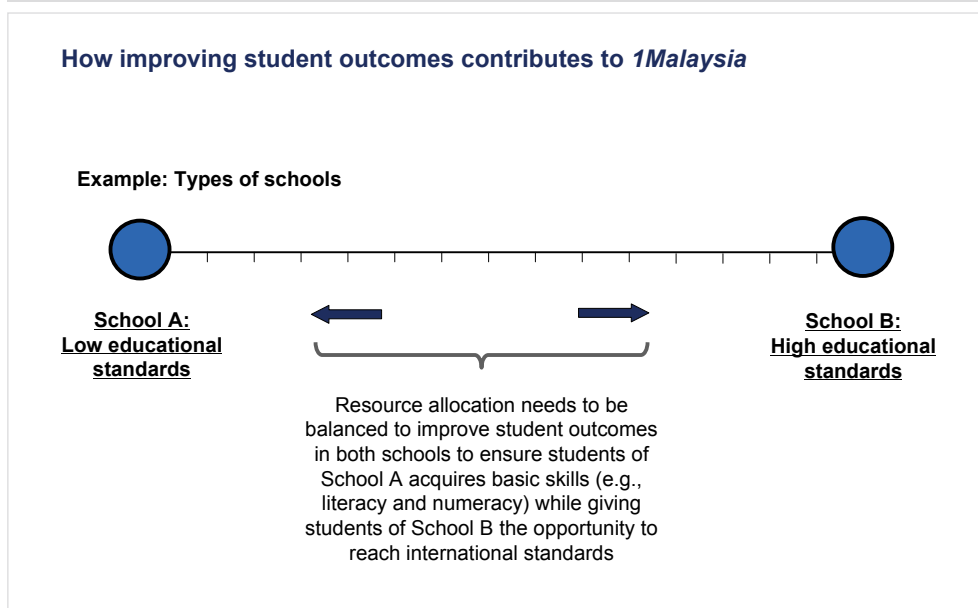 How improving student outcomes contributes to 1Malaysia
Example: Types of schools
School A:
Low educational
standards
School B:
High educational
standards
Resource allocation needs to be
balanced to improve student outcomes
in both schools to ensure students of
School A acquires basic skills (e.g.,
literacy and numeracy) while giving
students of School B the opportunity to
reach international standards